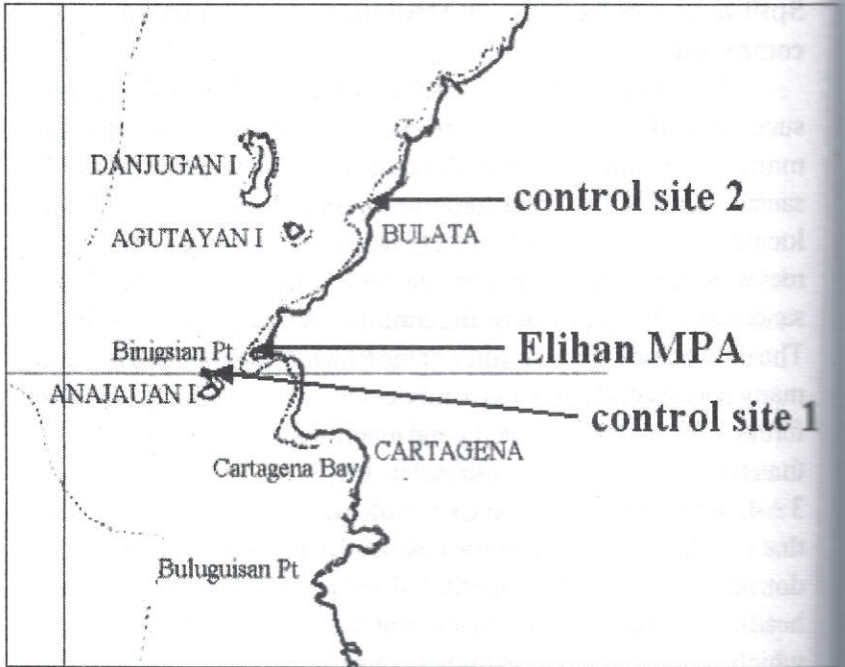 DANJUGAN I
control site 2
AGUTAYAN I
BULATA
Binigsian Pt
Elihan MPA
ANAJAUAN I
control site 1
CARTAGENA
Cartagena Bay
Buluguisan Pt